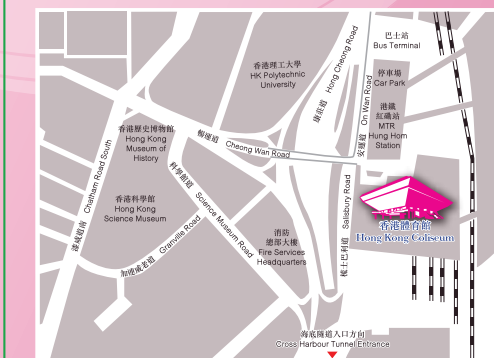 巴士站
Bus Terminal
停車場
Car Park
港鐵
紅磡站
MTR
Hung Hom
Station
香港理工大學
HK Polytechnic
University
康莊道 Hong Cheong Road
安運道 On Wan Road
香港歷史博物館
Hong Kong
Museum of
History
暢運道 Cheong Wan Road
香港科學館
Hong Kong
Science Museum
漆咸道南 Chatham Road South
科學館道 Science Museum Road
加連威老道 Granville Road
消防
總部大樓
Fire Services
Headquarters
梳士巴利道 Salisbury Road
香港體育館
Hong Kong Coliseum
海底隧道入口方向
Cross Harbour Tunnel Entrance